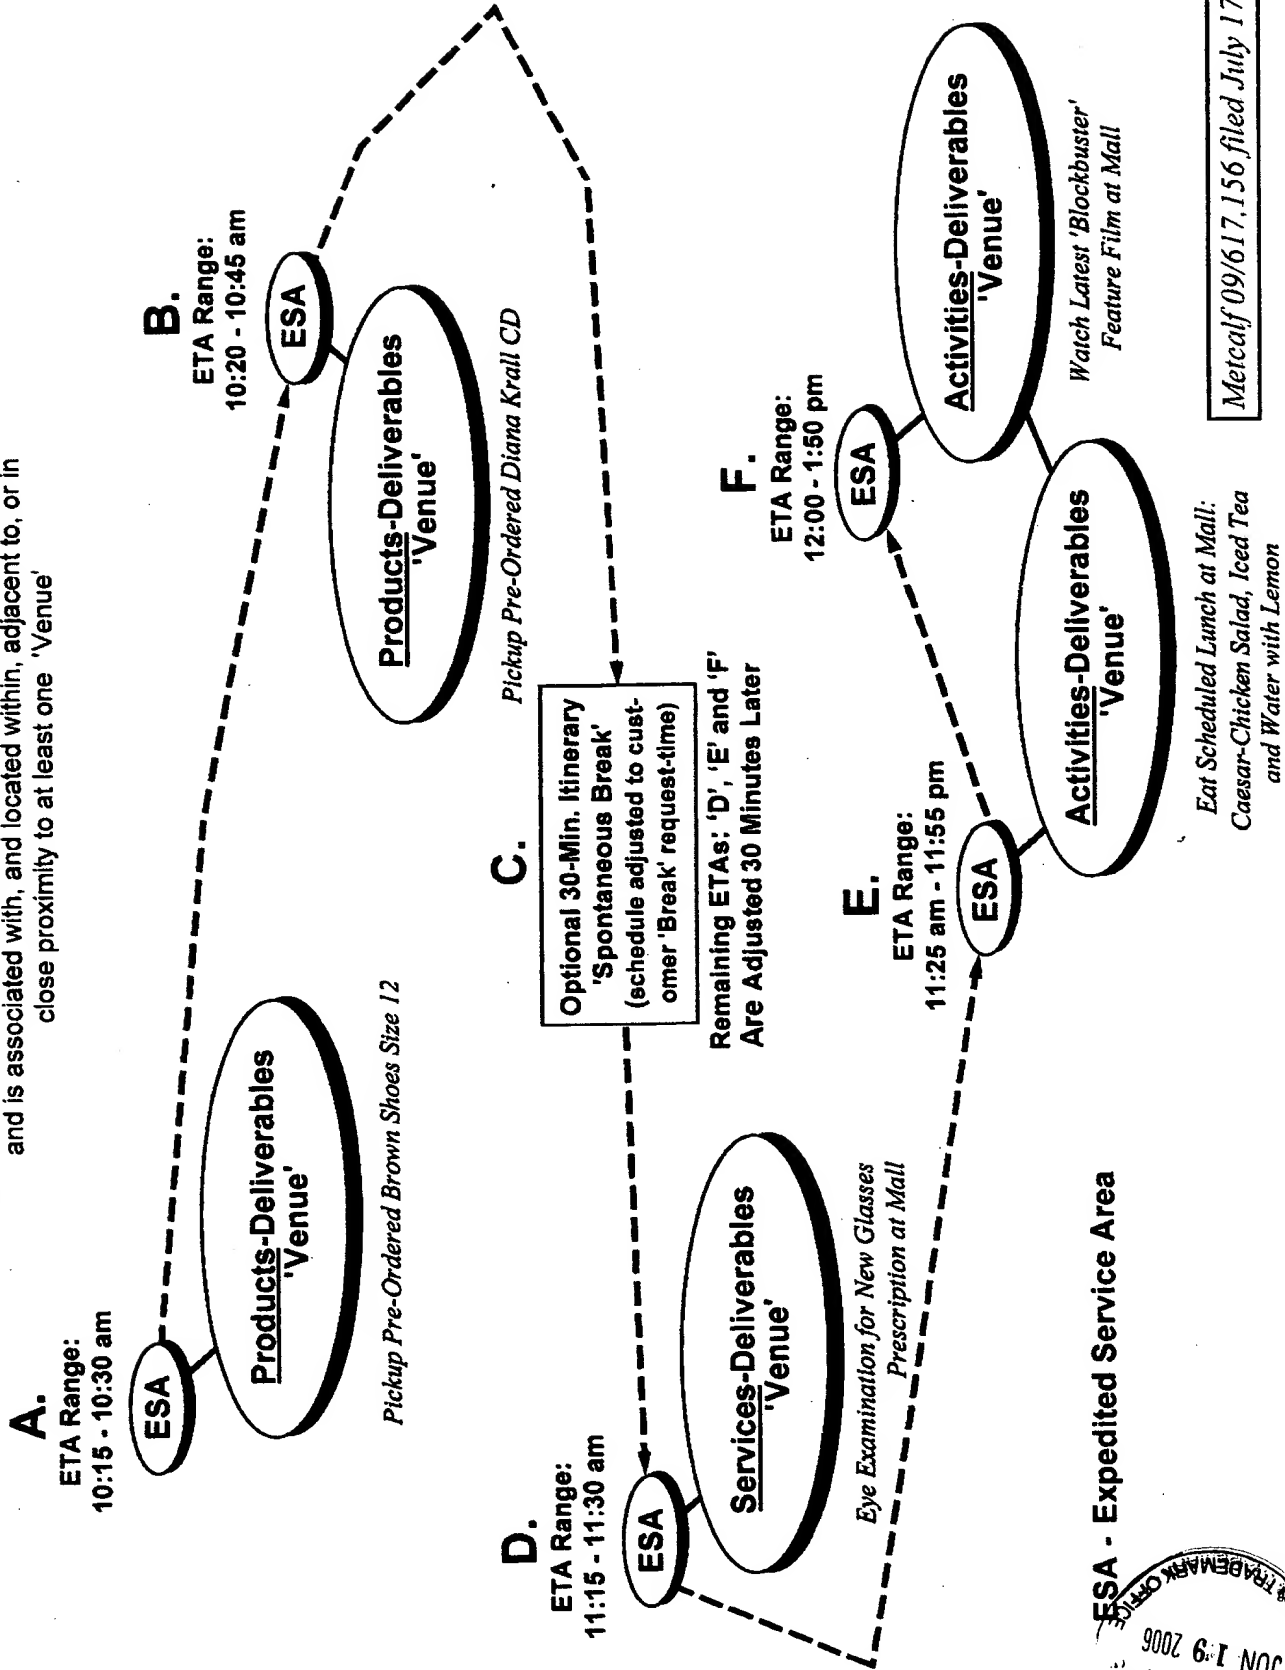 and is associated with, and located within, adjacent to, or in
close proximity to at least one 'Venue'
A.
ETA Range:
10:15 - 10:30 am
ESA
Products-Deliverables
'Venue'
Pickup Pre-Ordered Brown Shoes Size 12
B.
ETA Range:
10:20 - 10:45 am
ESA
Products-Deliverables
'Venue'
Pickup Pre-Ordered Diana Krall CD
C.
Optional 30-Min. Itinerary
'Spontaneous Break'
(schedule adjusted to cust-
omer 'Break' request-time)
Remaining ETAs: 'D', 'E' and 'F'
Are Adjusted 30 Minutes Later
D.
ETA Range:
11:15 - 11:30 am
ESA
Services-Deliverables
'Venue'
Eye Examination for New Glasses
Prescription at Mall
E.
ETA Range:
11:25 am - 11:55 pm
ESA
Activities-Deliverables
'Venue'
Eat Scheduled Lunch at Mall:
Caesar-Chicken Salad, Iced Tea
and Water with Lemon
F.
ETA Range:
12:00 - 1:50 pm
ESA
Activities-Deliverables
'Venue'
Watch Latest 'Blockbuster'
Feature Film at Mall
ESA - Expedited Service Area
Metcalf 09/617,156 filed July 17
JUN 19 2006
TRADEMARK OFFICE